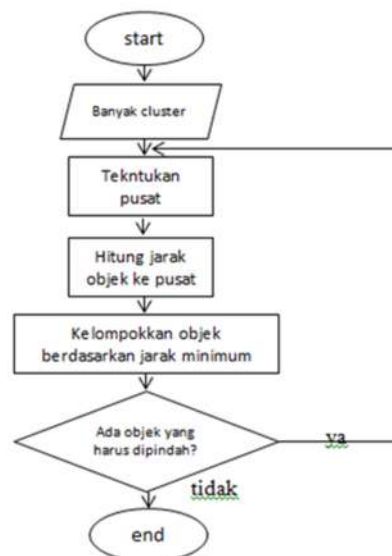 start
Banyak cluster
Tekntukan
pusat
Hitung jarak
objek ke pusat
Kelompokkan objek
berdasarkan jarak minimum
Ada objek yang
harus dipindah?
ya
tidak
end